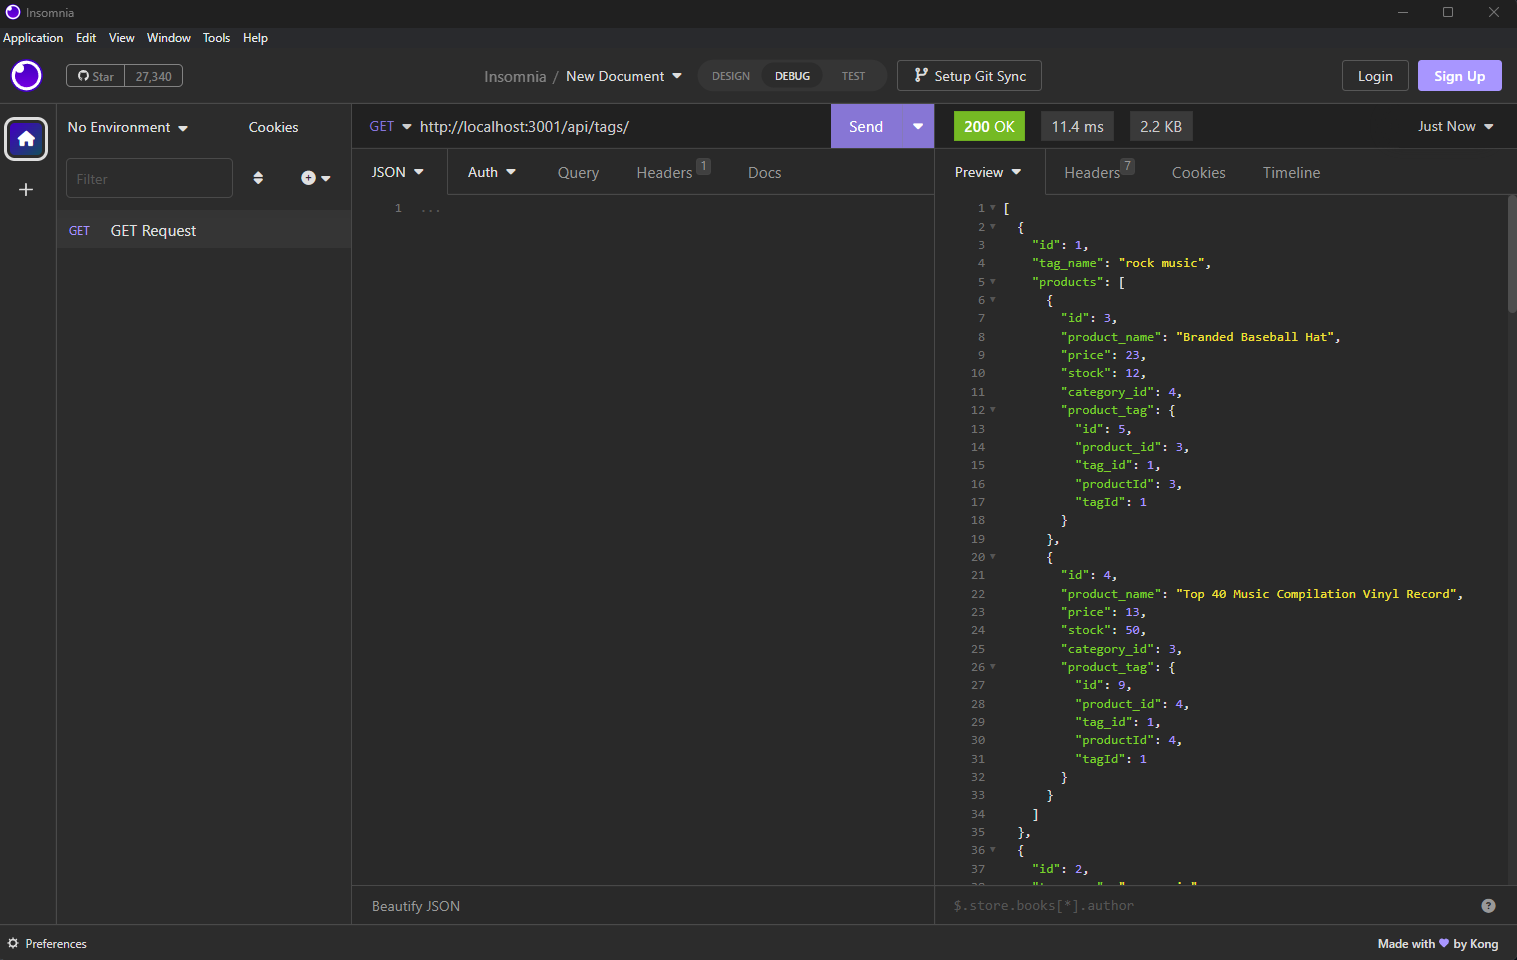 Insomnia
Application Edit View Window Tools Help
Star 27,340
Insomnia / New Document
DESIGN DEBUG TEST
Setup Git Sync
Login Sign Up
No Environment Cookies
GET http://localhost:3001/api/tags/ Send
200 OK 11.4 ms 2.2 KB Just Now
Filter
JSON Auth Query Headers 1 Docs
Preview Headers 7 Cookies Timeline
GET GET Request
1 ...
1 [
2 {
3 "id": 1,
4 "tag_name": "rock music",
5 "products": [
6 {
7 "id": 3,
8 "product_name": "Branded Baseball Hat",
9 "price": 23,
10 "stock": 12,
11 "category_id": 4,
12 "product_tag": {
13 "id": 5,
14 "product_id": 3,
15 "tag_id": 1,
16 "productId": 3,
17 "tagId": 1
18 }
19 },
20 {
21 "id": 4,
22 "product_name": "Top 40 Music Compilation Vinyl Record",
23 "price": 13,
24 "stock": 50,
25 "category_id": 3,
26 "product_tag": {
27 "id": 9,
28 "product_id": 4,
29 "tag_id": 1,
30 "productId": 4,
31 "tagId": 1
32 }
33 }
34 ]
35 },
36 {
37 "id": 2,
Beautify JSON
$.store.books[*].author
Preferences
Made with by Kong